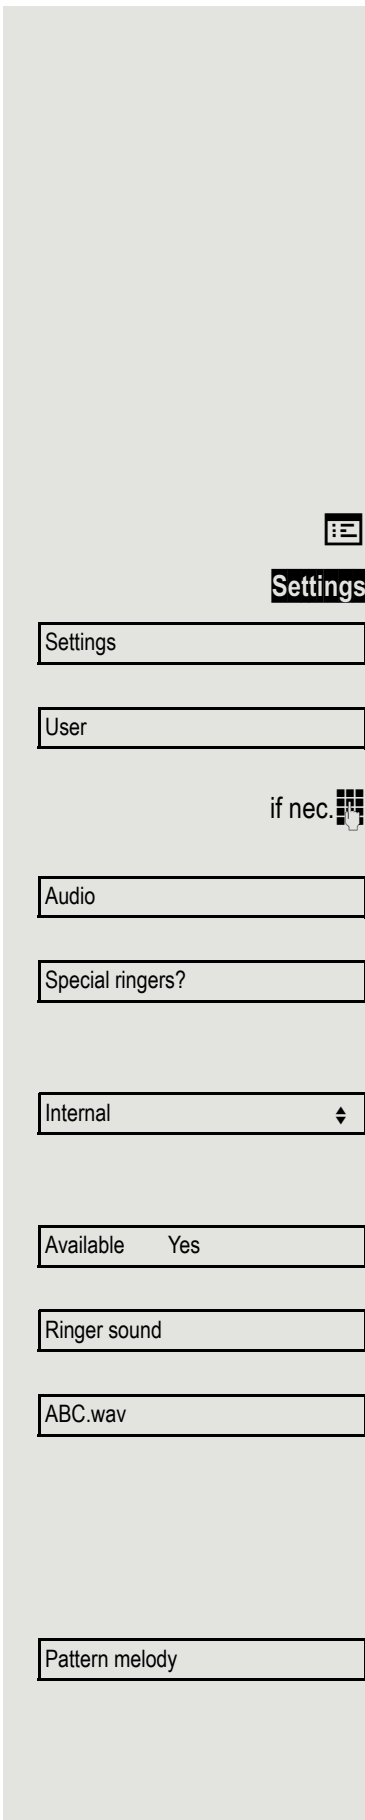 Settings
Settings
User
if nec.
Audio
Special ringers?
Internal
Available Yes
Ringer sound
ABC.wav
Pattern melody